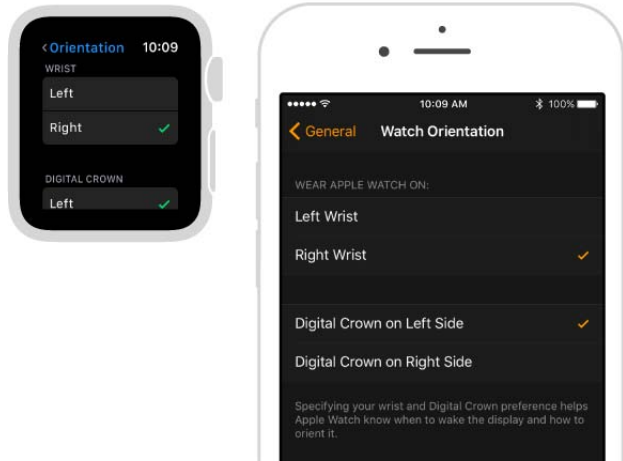 <Orientation 10:09
WRIST
Left
Right
DIGITAL CROWN
Left
10:09 AM 100%
General Watch Orientation
WEAR APPLE WATCH ON:
Left Wrist
Right Wrist
Digital Crown on Left Side
Digital Crown on Right Side
Specifying your wrist and Digital Crown preference helps
Apple Watch know when to wake the display and how to
orient it.